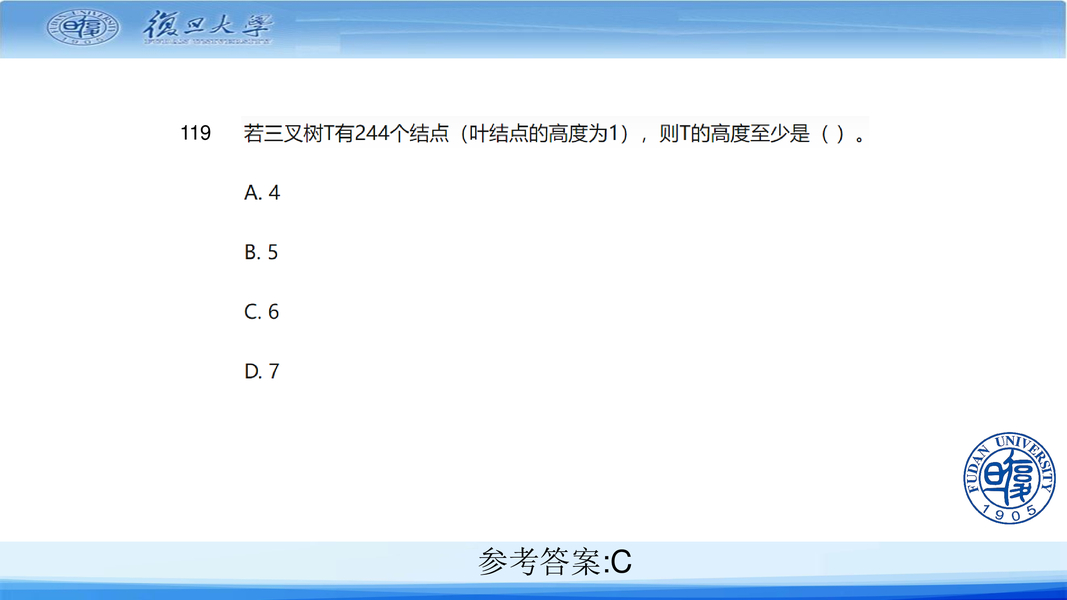 復旦大學
FUDAN UNIVERSITY
1905
119 若三叉树T有244个结点（叶结点的高度为1），则T的高度至少是（ ）。
A. 4
B. 5
C. 6
D. 7
FUDAN UNIVERSITY
1905
参考答案:C